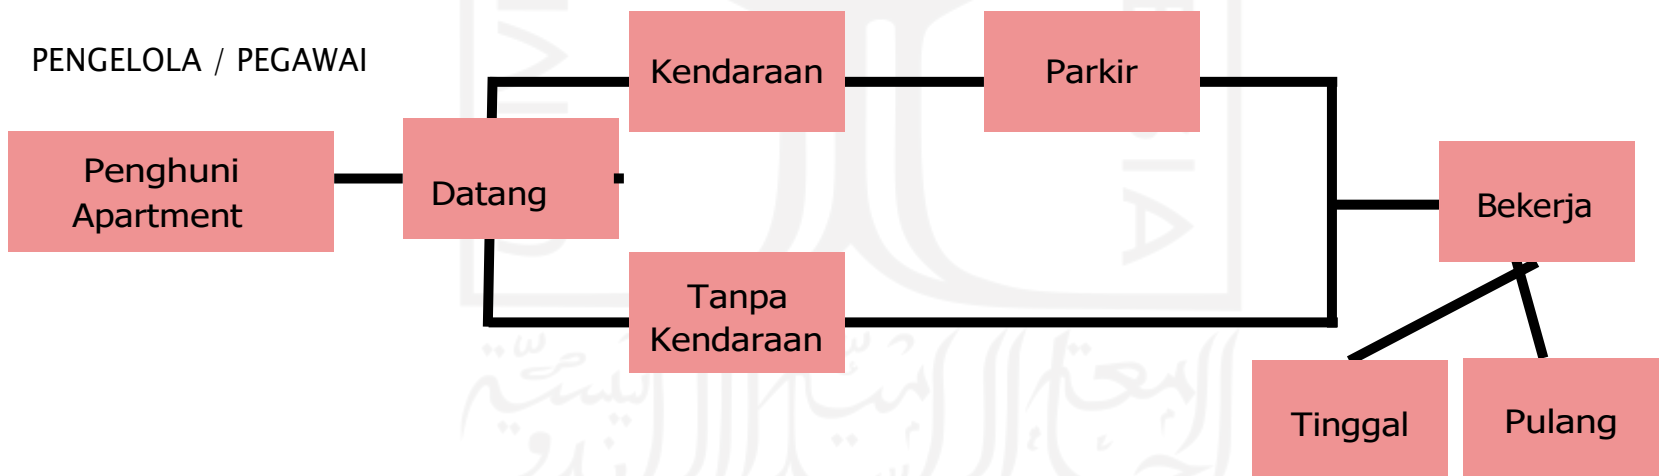 PENGELOLA / PEGAWAI
Penghuni
Apartment
Datang
Kendaraan
Parkir
Tanpa
Kendaraan
Bekerja
Tinggal
Pulang